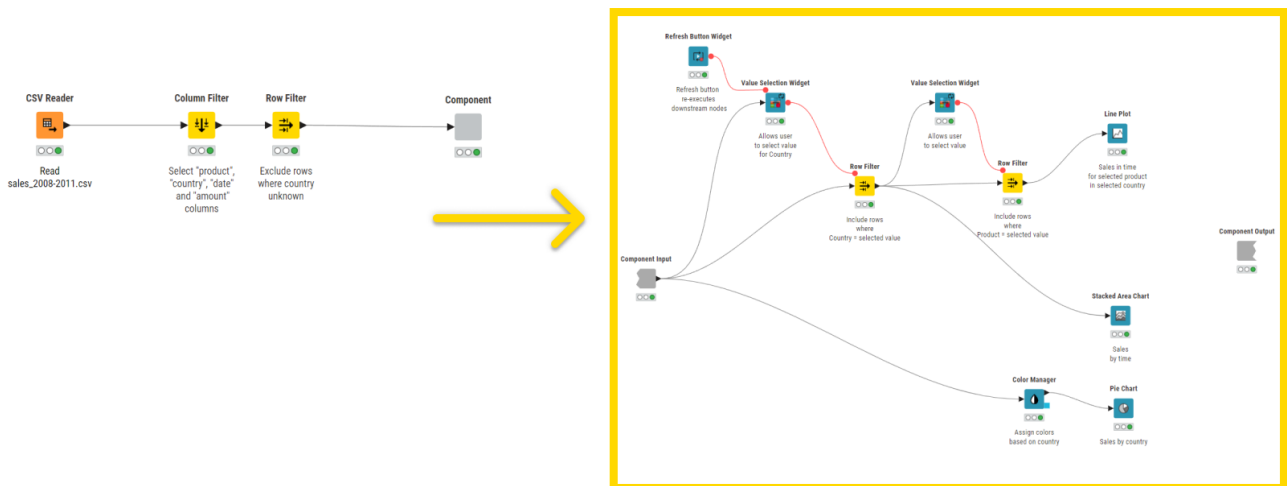 CSV Reader
Read
sales_2008-2011.csv
Column Filter
Select "product",
"country", "date"
and "amount"
columns
Row Filter
Exclude rows
where country
unknown
Component
Refresh Button Widget
Refresh button
re-executes
downstream nodes
Value Selection Widget
Allows user
to select value
for Country
Value Selection Widget
Allows user
to select value
Line Plot
Sales in time
for selected product
in selected country
Row Filter
Include rows
where
Country = selected value
Row Filter
Include rows
where
Product = selected value
Component Input
Component Output
Stacked Area Chart
Sales
by time
Color Manager
Assign colors
based on country
Pie Chart
Sales by country